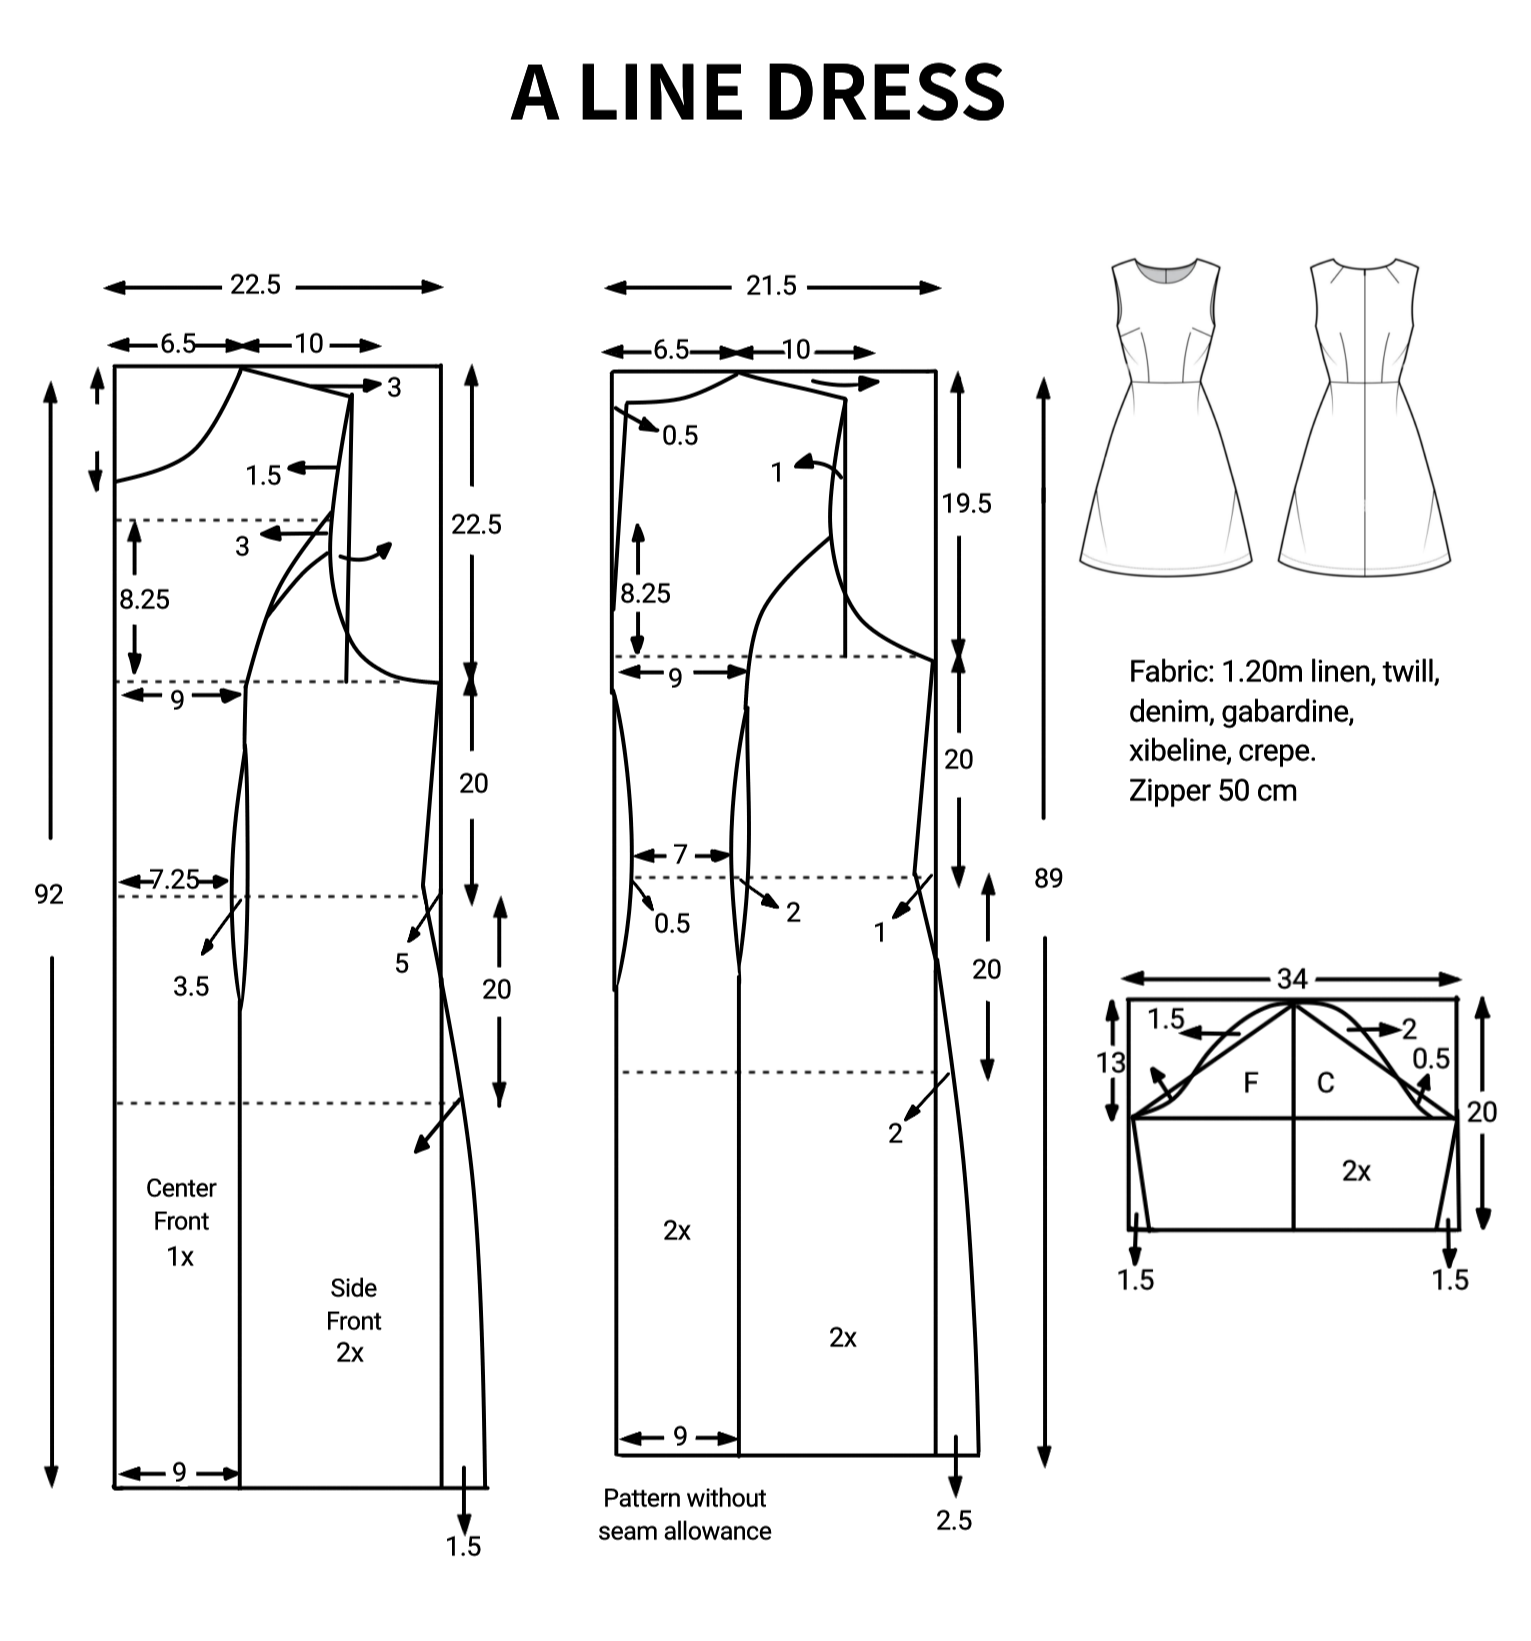 A LINE DRESS
22.5
6.5
10
3
1.5
3
8.25
22.5
9
20
7.25
92
3.5
5
20
Center
Front
1x
Side
Front
2x
9
1.5
21.5
6.5
10
0.5
1
19.5
8.25
9
20
7
0.5
2
1
89
20
2
2x
2x
9
2.5
Pattern without
seam allowance
Fabric: 1.20m linen, twill,
denim, gabardine,
xibeline, crepe.
Zipper 50 cm
34
1.5
2
13
0.5
F
C
20
2x
1.5
1.5